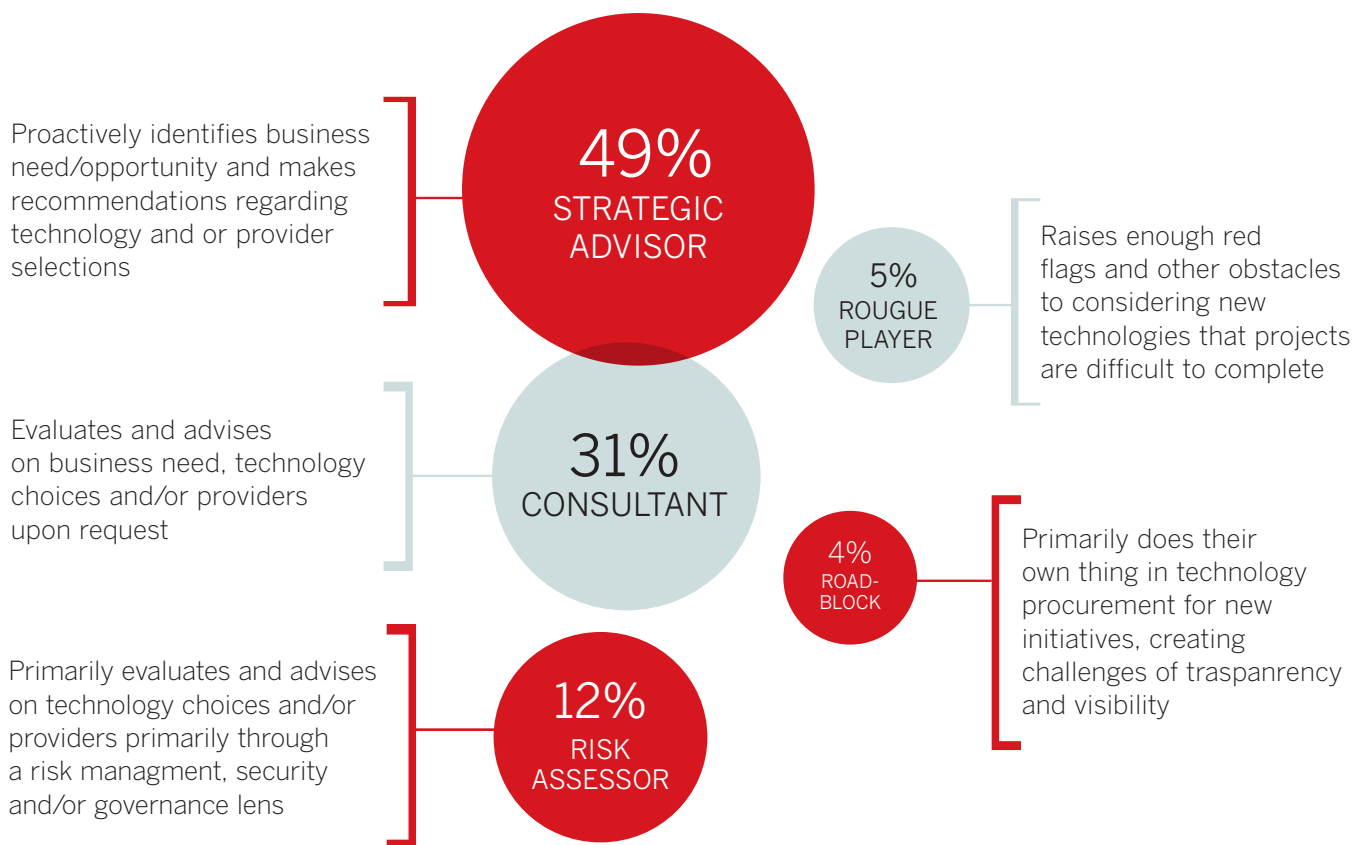 Proactively identifies business
need/opportunity and makes
recommendations regarding
technology and or provider
selections
49%
STRATEGIC
ADVISOR
5%
ROUGUE
PLAYER
Raises enough red
flags and other obstacles
to considering new
technologies that projects
are difficult to complete
Evaluates and advises
on business need, technology
choices and/or providers
upon request
31%
CONSULTANT
4%
ROAD-
BLOCK
Primarily does their
own thing in technology
procurement for new
initiatives, creating
challenges of traspanrency
and visibility
Primarily evaluates and advises
on technology choices and/or
providers primarily through
a risk managment, security
and/or governance lens
12%
RISK
ASSESSOR